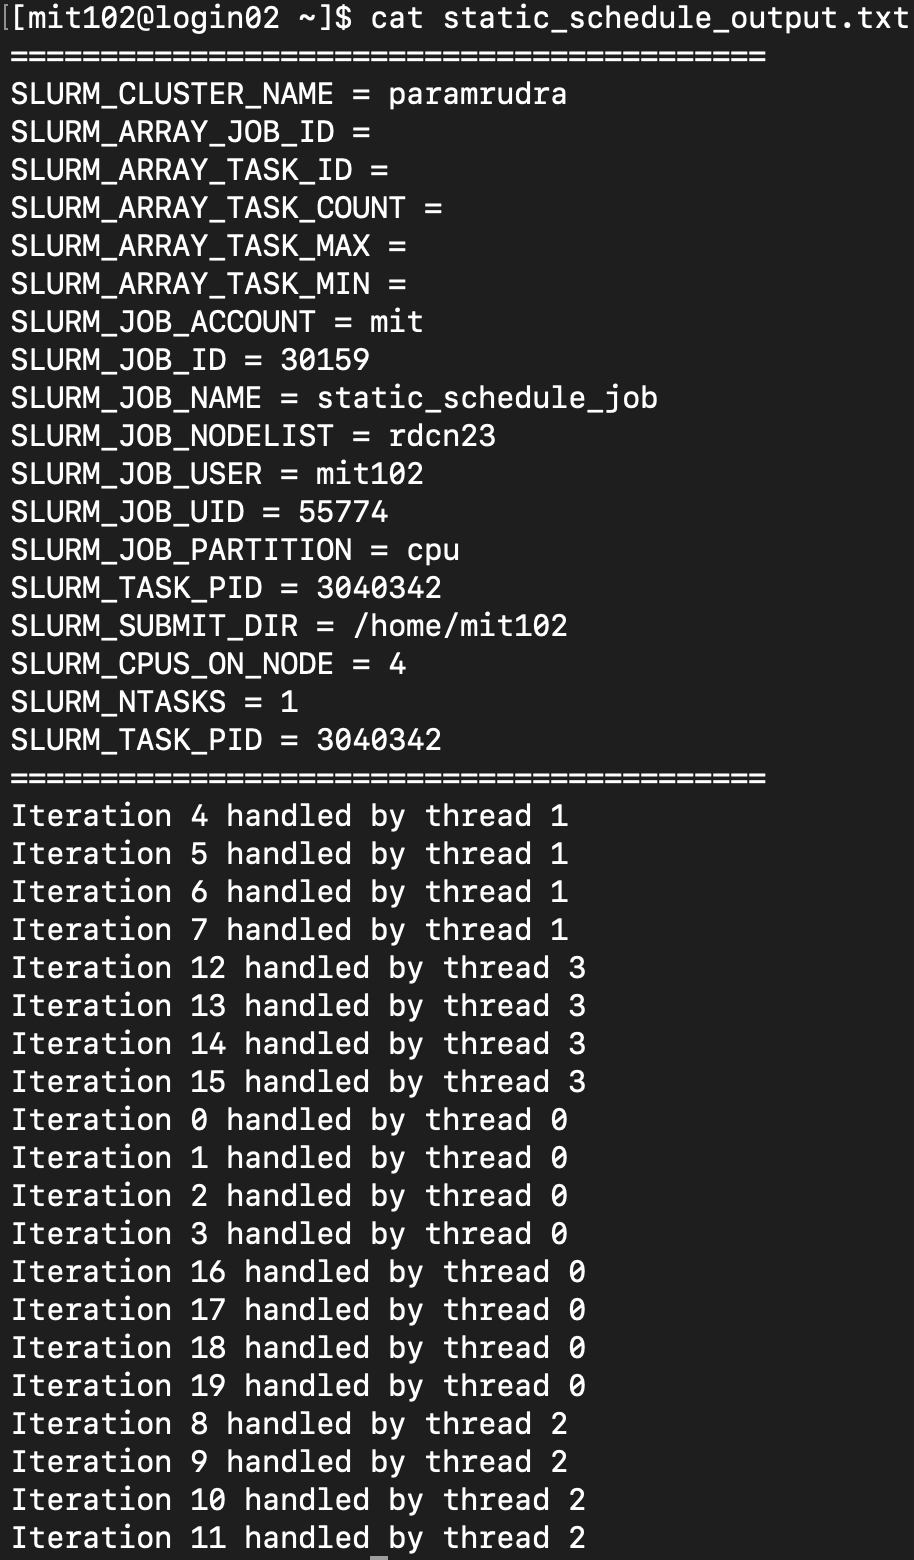 [[mit102@login02 ~]$ cat static_schedule_output.txt
==========================================
SLURM_CLUSTER_NAME = paramrudra
SLURM_ARRAY_JOB_ID =
SLURM_ARRAY_TASK_ID =
SLURM_ARRAY_TASK_COUNT =
SLURM_ARRAY_TASK_MAX =
SLURM_ARRAY_TASK_MIN =
SLURM_JOB_ACCOUNT = mit
SLURM_JOB_ID = 30159
SLURM_JOB_NAME = static_schedule_job
SLURM_JOB_NODELIST = rdcn23
SLURM_JOB_USER = mit102
SLURM_JOB_UID = 55774
SLURM_JOB_PARTITION = cpu
SLURM_TASK_PID = 3040342
SLURM_SUBMIT_DIR = /home/mit102
SLURM_CPUS_ON_NODE = 4
SLURM_NTASKS = 1
SLURM_TASK_PID = 3040342
==========================================
Iteration 4 handled by thread 1
Iteration 5 handled by thread 1
Iteration 6 handled by thread 1
Iteration 7 handled by thread 1
Iteration 12 handled by thread 3
Iteration 13 handled by thread 3
Iteration 14 handled by thread 3
Iteration 15 handled by thread 3
Iteration 0 handled by thread 0
Iteration 1 handled by thread 0
Iteration 2 handled by thread 0
Iteration 3 handled by thread 0
Iteration 16 handled by thread 0
Iteration 17 handled by thread 0
Iteration 18 handled by thread 0
Iteration 19 handled by thread 0
Iteration 8 handled by thread 2
Iteration 9 handled by thread 2
Iteration 10 handled by thread 2
Iteration 11 handled by thread 2